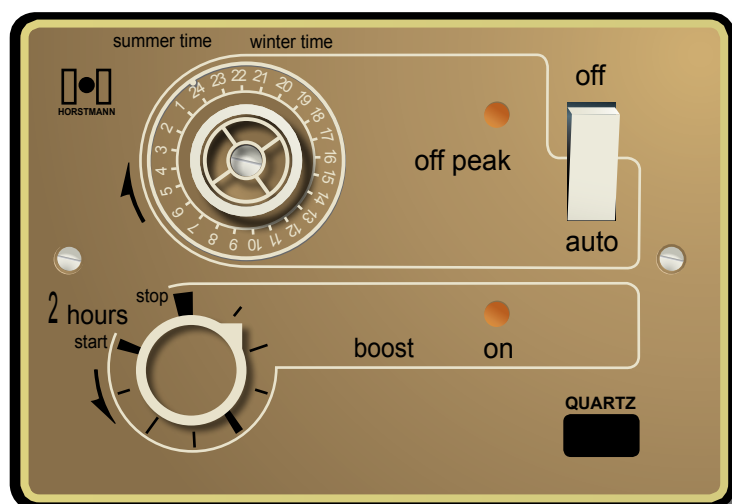 summer time winter time
HORSTMANN
24 23 22 21 20 19 18 17 16 15 14 13 12 11 10 9 8 7 6 5 4 3 2 1
off
off peak
auto
stop
2 hours
start
boost on
QUARTZ